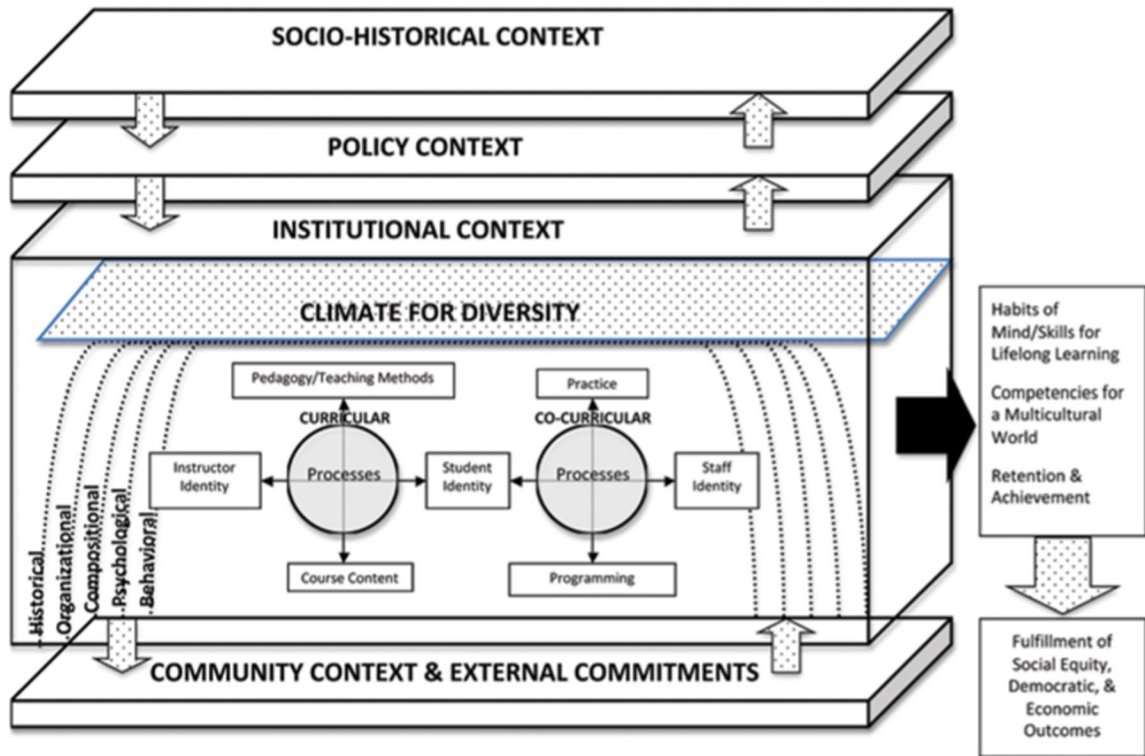 SOCIO-HISTORICAL CONTEXT
POLICY CONTEXT
INSTITUTIONAL CONTEXT
CLIMATE FOR DIVERSITY
Pedagogy/Teaching Methods
CURRICULAR
Processes
Instructor
Identity
Student
Identity
Course Content
Practice
CO-CURRICULAR
Processes
Staff
Identity
Programming
Historical
Organizational
Compositional
Psychological
Behavioral
COMMUNITY CONTEXT & EXTERNAL COMMITMENTS
Habits of
Mind/Skills for
Lifelong Learning
Competencies for
a Multicultural
World
Retention &
Achievement
Fulfillment of
Social Equity,
Democratic, &
Economic
Outcomes